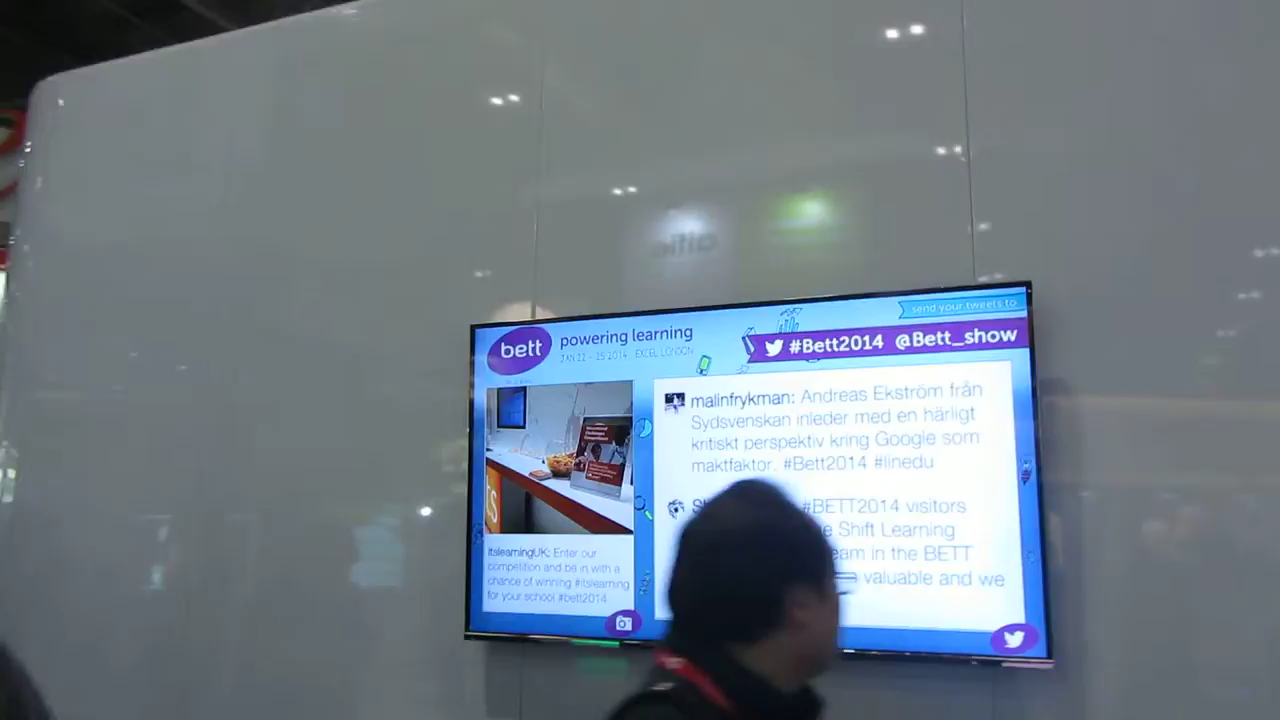 send your tweets to
bett
powering learning
JAN 22 - 25 2014 EXCEL LONDON
#Bett2014 @Bett_show
malinfrykman: Andreas Ekström från
Sydsvenskan inleder med en härligt
kritiskt perspektiv kring Google som
maktfaktor. #Bett2014 #linedu
#BETT2014 visitors
Shift Learning
in the BETT
valuable and we
itslearningUK: Enter our
competition and be in with a
chance of winning #itslearning
for your school #bett2014